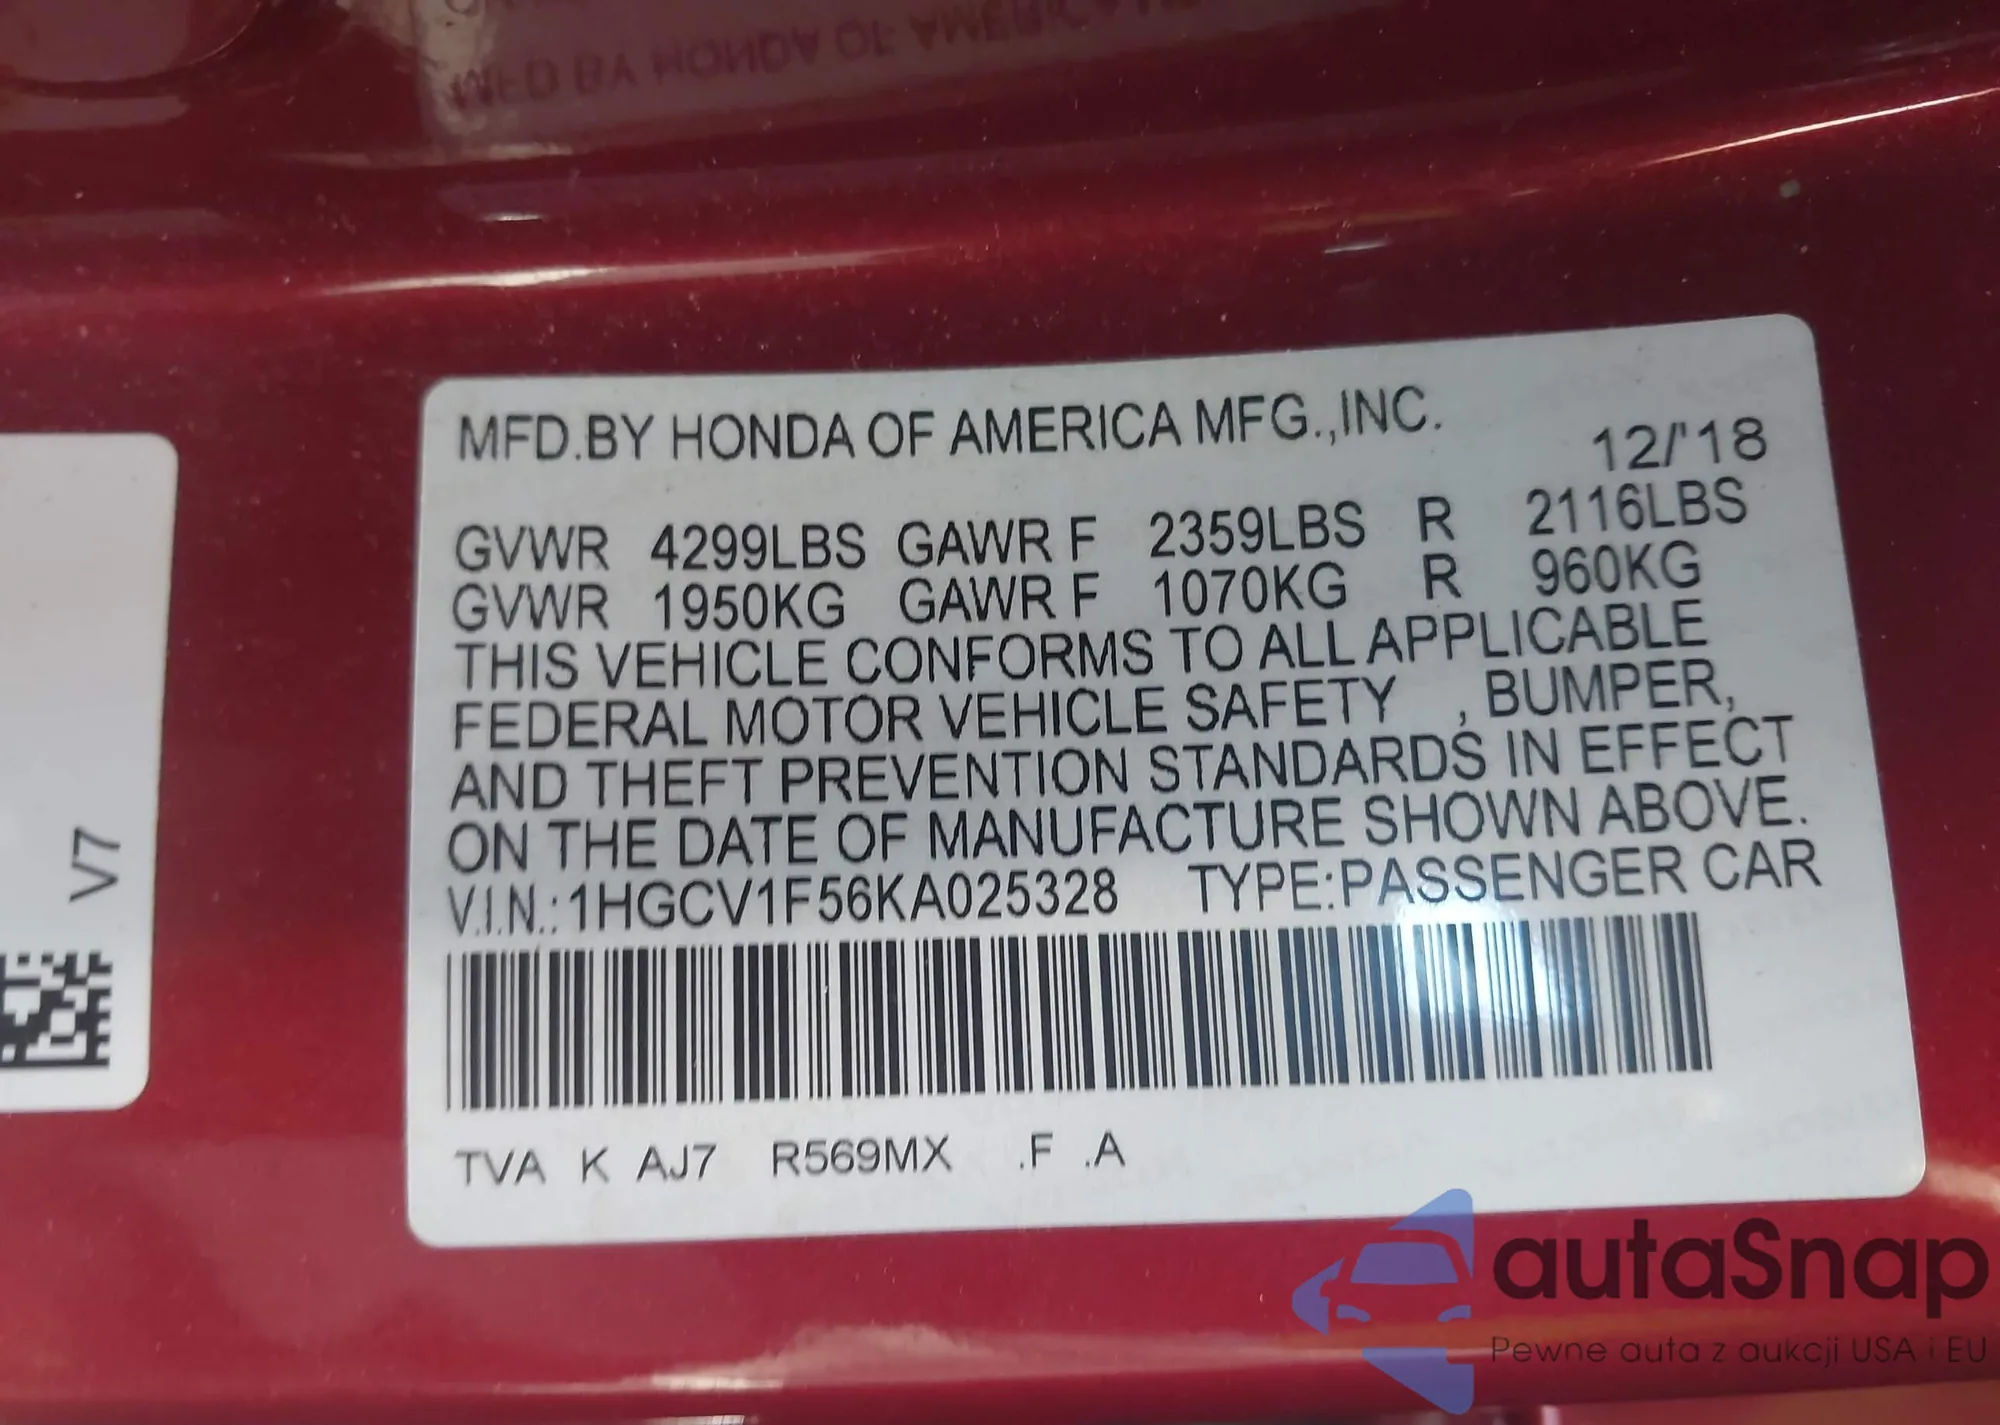 MFD.BY HONDA OF AMERICA MFG.,INC.
12/'18
GVWR 4299LBS GAWR F 2359LBS R 2116LBS
GVWR 1950KG GAWR F 1070KG R 960KG
THIS VEHICLE CONFORMS TO ALL APPLICABLE
FEDERAL MOTOR VEHICLE SAFETY , BUMPER,
AND THEFT PREVENTION STANDARDS IN EFFECT
ON THE DATE OF MANUFACTURE SHOWN ABOVE.
V.I.N.: 1HGCV1F56KA025328 TYPE:PASSENGER CAR
TVA K AJ7 R569MX .F .A
V7
autaSnap
Pewne auta z aukcji USA i EU